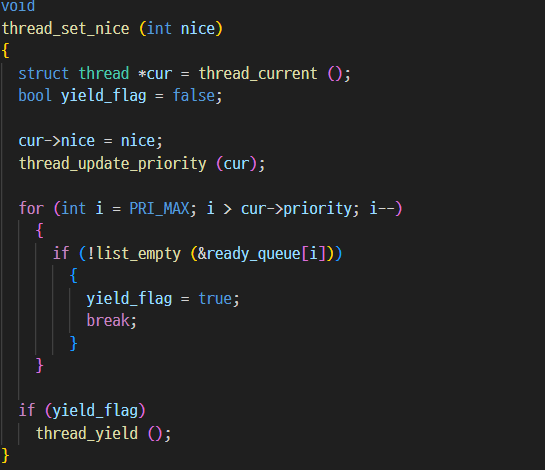 void
thread_set_nice (int nice)
{
  struct thread *cur = thread_current ();
  bool yield_flag = false;

  cur->nice = nice;
  thread_update_priority (cur);

  for (int i = PRI_MAX; i > cur->priority; i--)
    {
      if (!list_empty (&ready_queue[i]))
        {
          yield_flag = true;
          break;
        }
    }

  if (yield_flag)
    thread_yield ();
}